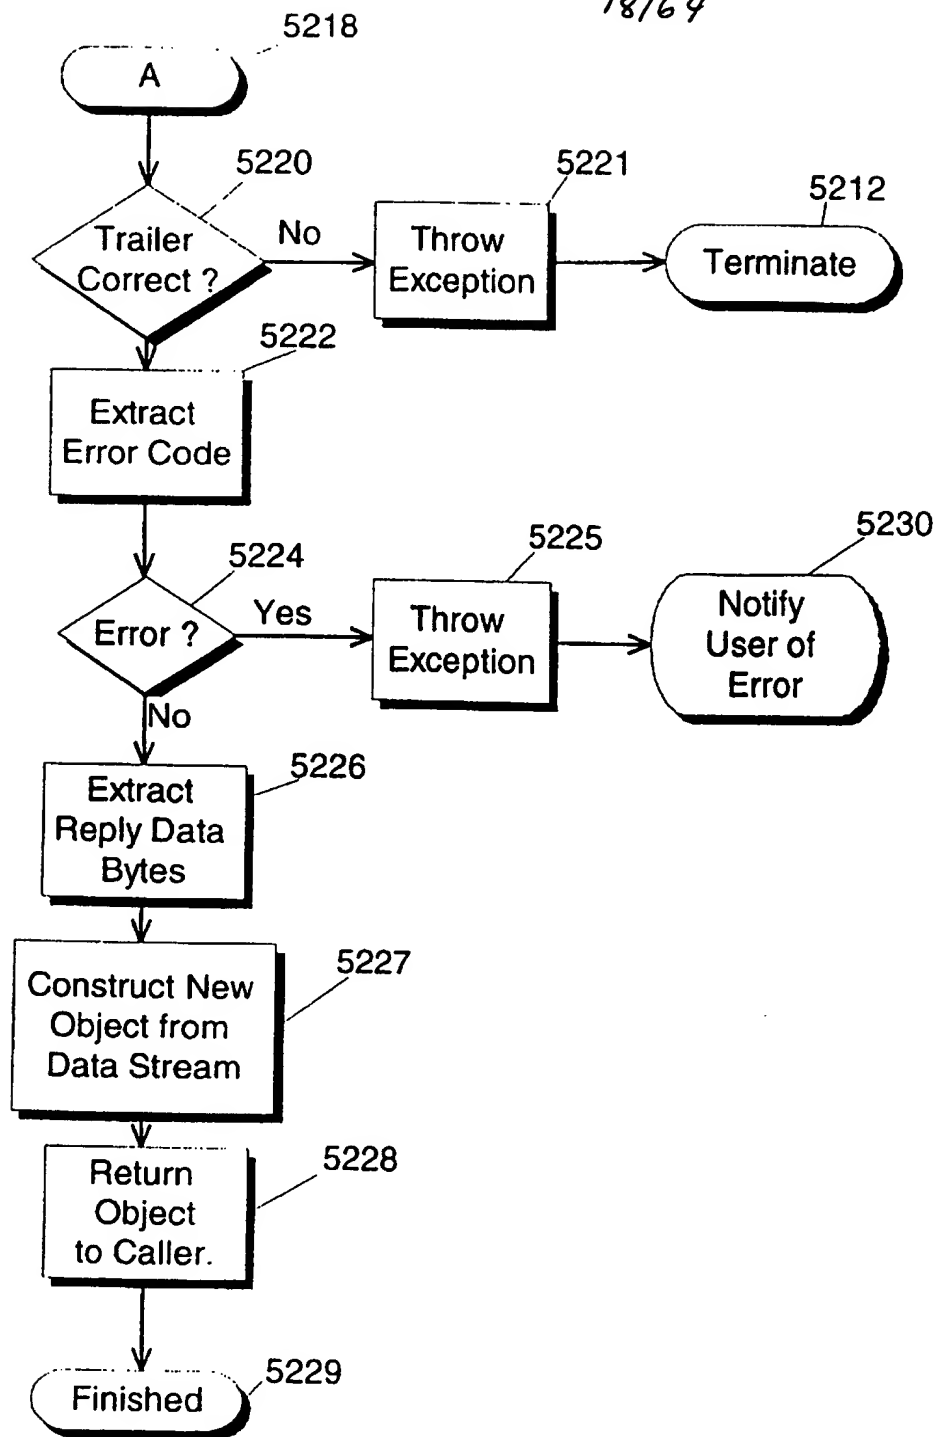 18/64
5218
A
5220
5221
5212
Trailer
Correct ?
No
Throw
Exception
Terminate
5222
Extract
Error Code
5224
5225
5230
Error ?
Yes
Throw
Exception
Notify
User of
Error
No
5226
Extract
Reply Data
Bytes
5227
Construct New
Object from
Data Stream
5228
Return
Object
to Caller.
5229
Finished